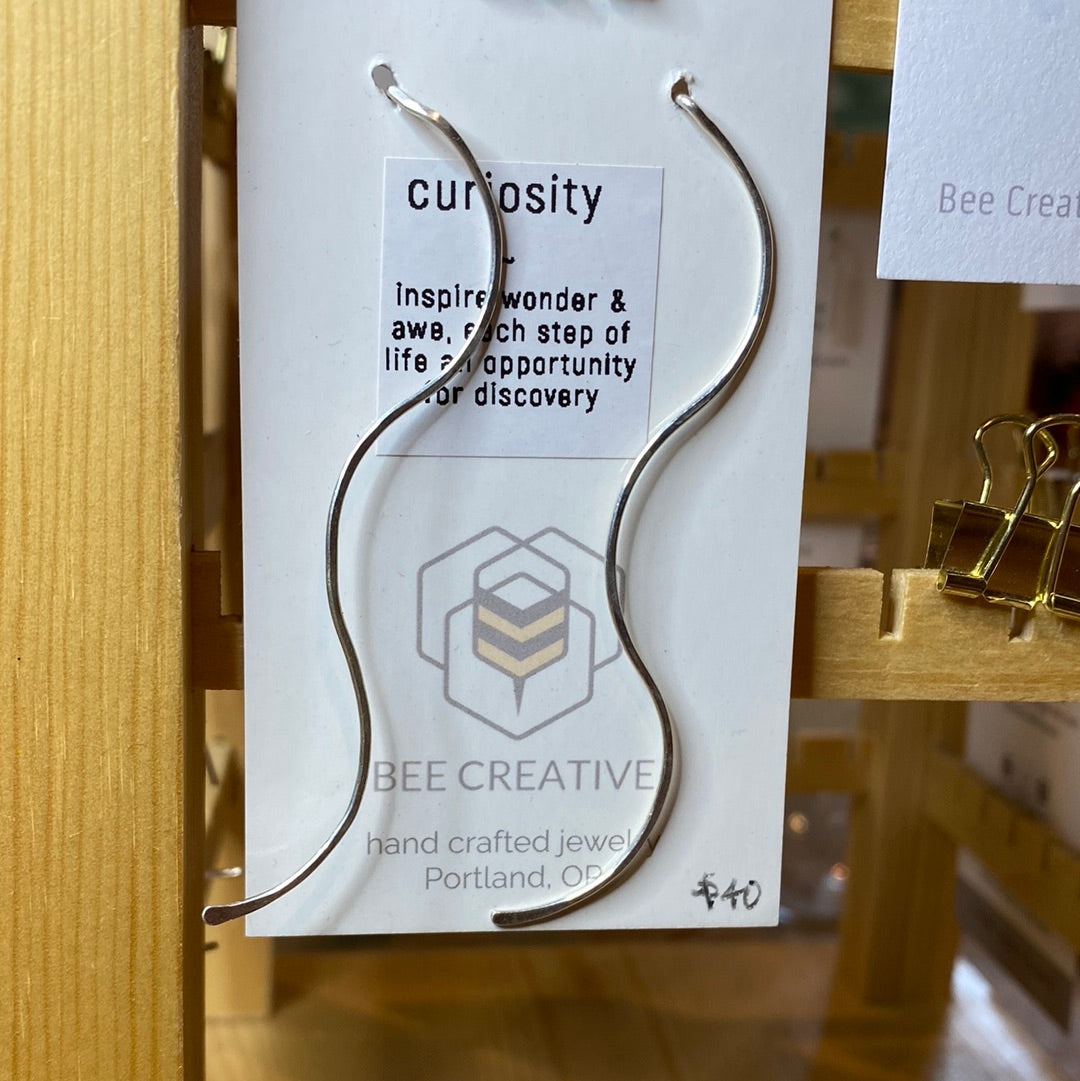 curiosity
~
inspire wonder &
awe, each step of
life an opportunity
for discovery
BEE CREATIVE
hand crafted jewelry
Portland, OR
$40
Bee Creat